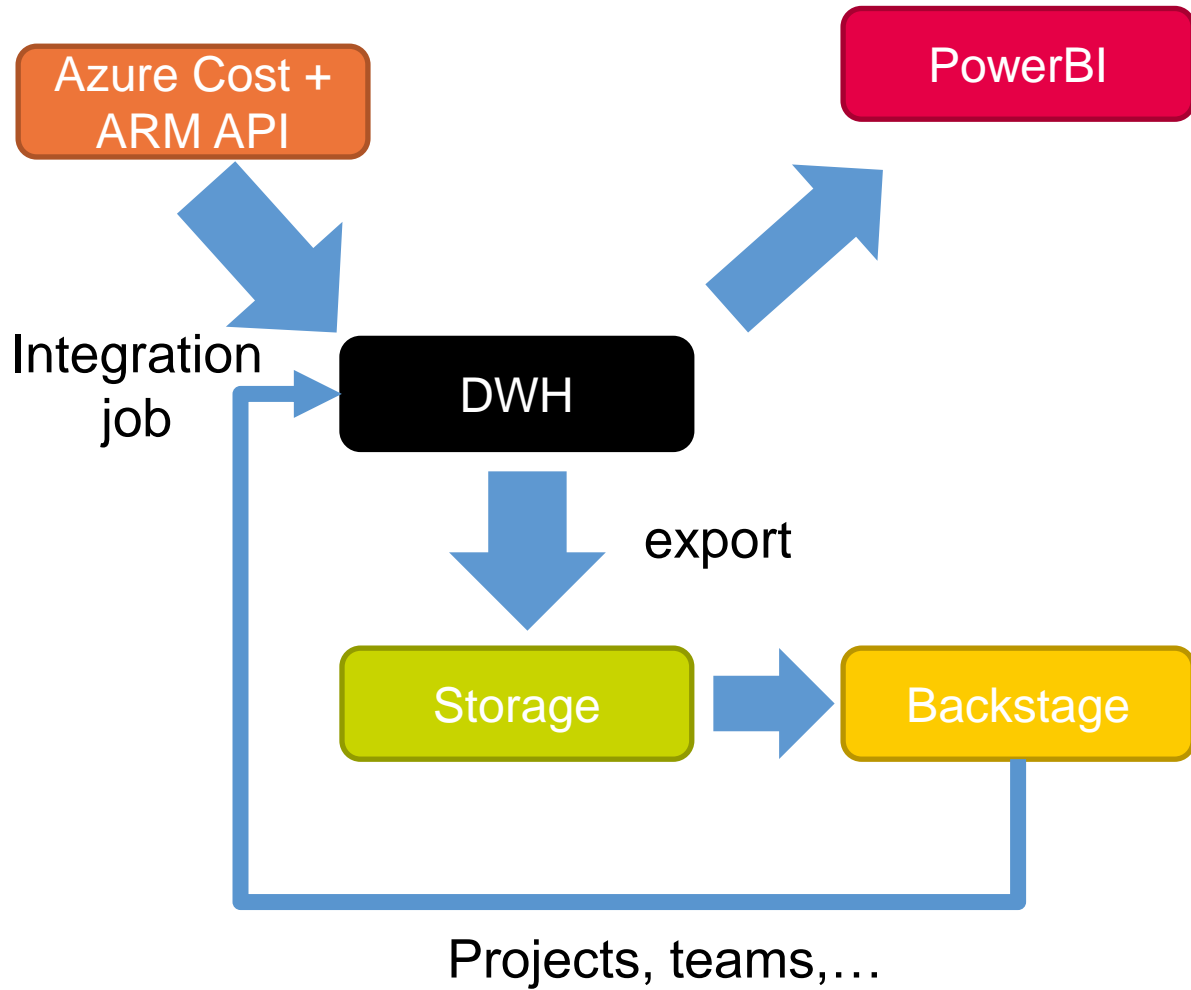 Azure Cost +
ARM API
PowerBI
Integration
job
DWH
export
Storage
Backstage
Projects, teams,…